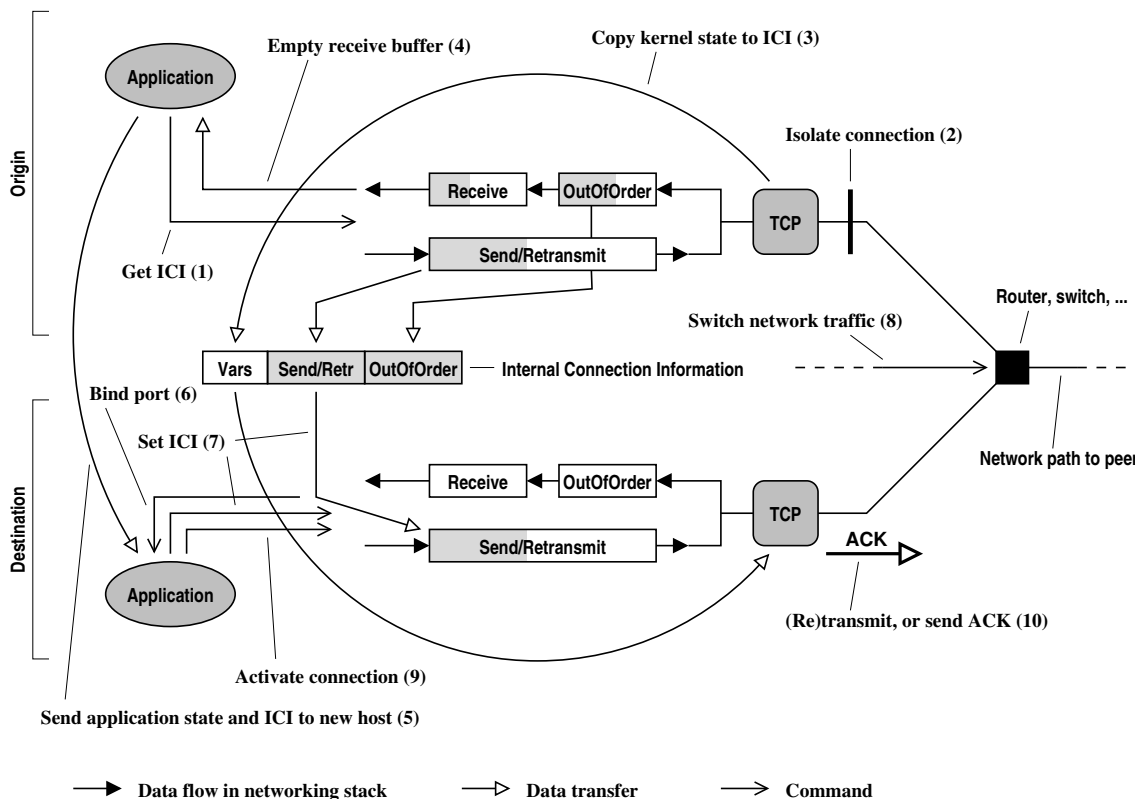 Empty receive buffer (4)
Copy kernel state to ICI (3)
Application
Isolate connection (2)
Origin
Receive
OutOfOrder
TCP
Send/Retransmit
Get ICI (1)
Router, switch, ...
Switch network traffic (8)
Vars
Send/Retr
OutOfOrder
Internal Connection Information
Bind port (6)
Set ICI (7)
Network path to peer
Destination
Receive
OutOfOrder
TCP
Send/Retransmit
ACK
Application
(Re)transmit, or send ACK (10)
Activate connection (9)
Send application state and ICI to new host (5)
Data flow in networking stack
Data transfer
Command